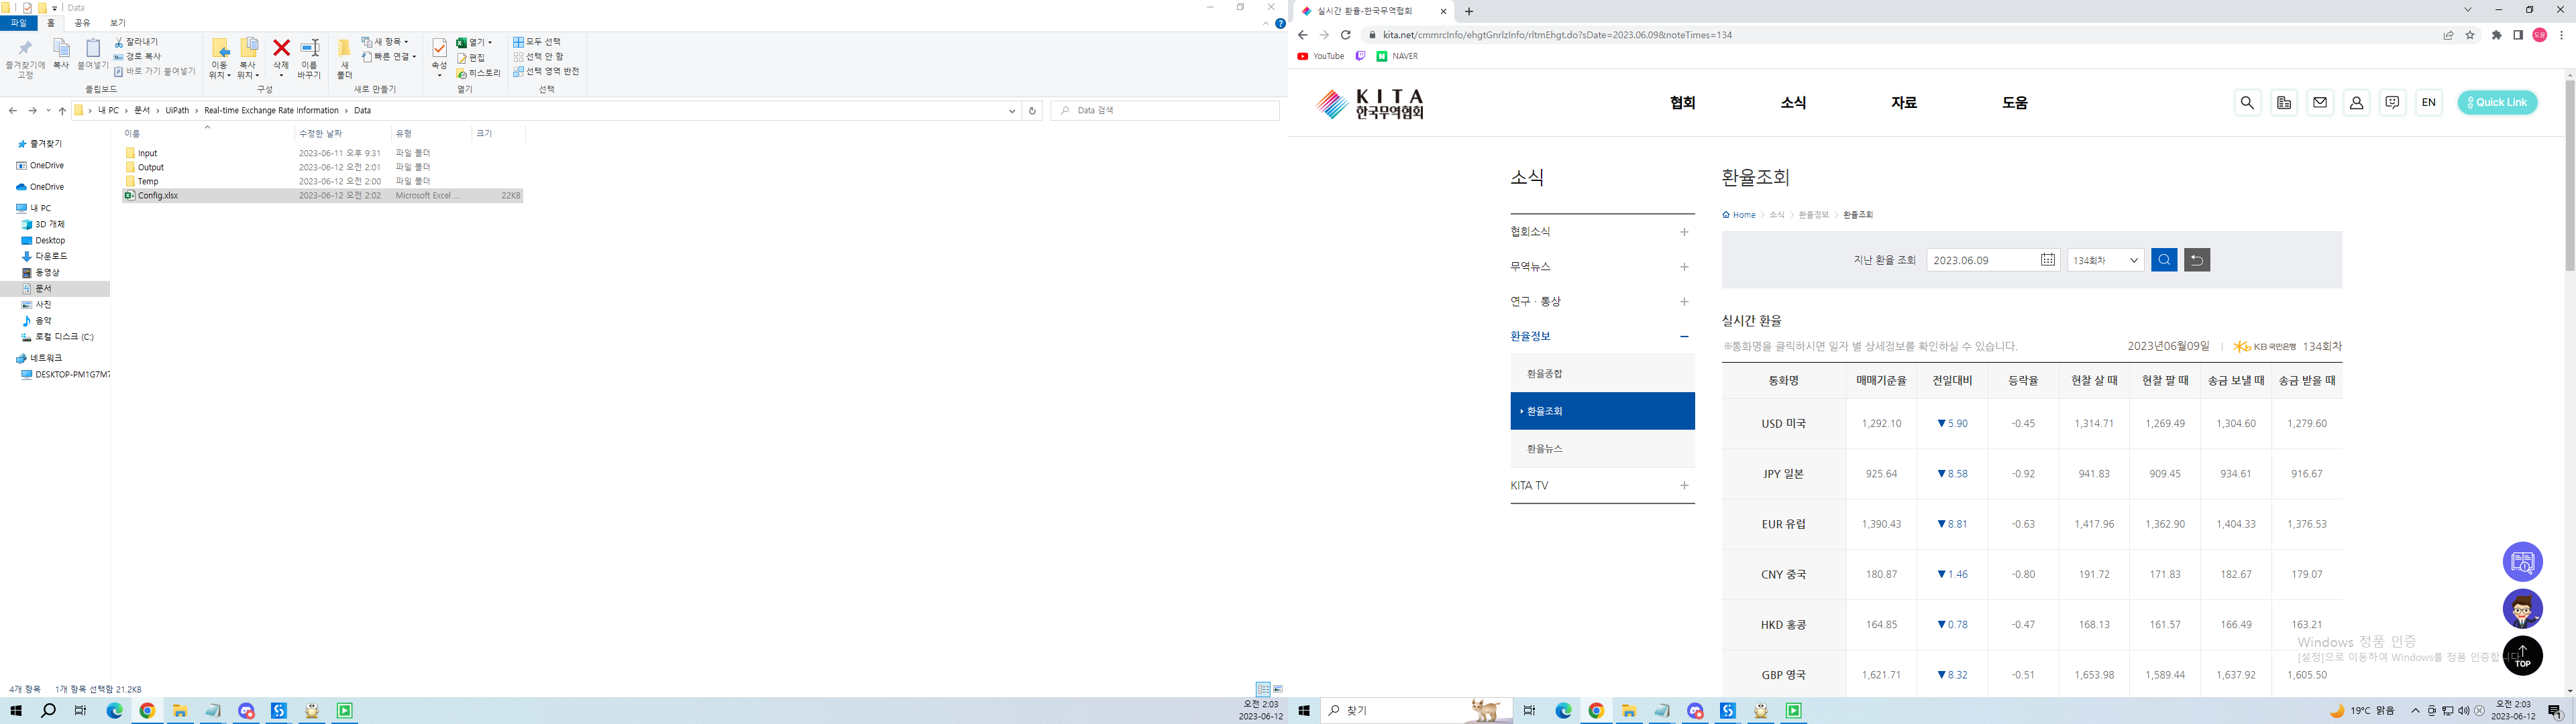 Data
파일 홈 공유 보기
즐겨찾기에 고정
복사
붙여넣기
잘라내기
경로 복사
바로 가기 붙여넣기
클립보드
이동 위치
복사 위치
삭제
이름 바꾸기
구성
새 폴더
새 항목
빠른 연결
새로 만들기
속성
열기
편집
히스토리
열기
모두 선택
선택 안 함
선택 영역 반전
선택
내 PC > 문서 > UiPath > Real-time Exchange Rate Information > Data
Data 검색
이름 수정한 날짜 유형 크기
Input 2023-06-11 오후 9:31 파일 폴더
Output 2023-06-12 오전 2:01 파일 폴더
Temp 2023-06-12 오전 2:00 파일 폴더
Config.xlsx 2023-06-12 오전 2:02 Microsoft Excel ... 22KB
즐겨찾기
OneDrive
OneDrive
내 PC
3D 개체
Desktop
다운로드
동영상
문서
사진
음악
로컬 디스크 (C:)
네트워크
DESKTOP-PM1G7M7
4개 항목 1개 항목 선택함 21.2KB
오전 2:03
2023-06-12
실시간 환율-한국무역협회
kita.net/cmmrcInfo/ehgtGnrlzInfo/rltmEhgt.do?sDate=2023.06.09&noteTimes=134
YouTube
NAVER
KITA
한국무역협회
협회 소식 자료 도움
EN
Quick Link
소식
협회소식
무역뉴스
연구 · 통상
환율정보
환율종합
환율조회
환율뉴스
KITA TV
환율조회
Home > 소식 > 환율정보 > 환율조회
지난 환율 조회 2023.06.09 134회차
실시간 환율
※통화명을 클릭하시면 일자 별 상세정보를 확인하실 수 있습니다.
2023년06월09일 | KB국민은행 134회차
통화명 매매기준율 전일대비 등락율 현찰 살 때 현찰 팔 때 송금 보낼 때 송금 받을 때
USD 미국 1,292.10 ▼5.90 -0.45 1,314.71 1,269.49 1,304.60 1,279.60
JPY 일본 925.64 ▼8.58 -0.92 941.83 909.45 934.61 916.67
EUR 유럽 1,390.43 ▼8.81 -0.63 1,417.96 1,362.90 1,404.33 1,376.53
CNY 중국 180.87 ▼1.46 -0.80 191.72 171.83 182.67 179.07
HKD 홍콩 164.85 ▼0.78 -0.47 168.13 161.57 166.49 163.21
GBP 영국 1,621.71 ▼8.32 -0.51 1,653.98 1,589.44 1,637.92 1,605.50
TOP
Windows 정품 인증
[설정]으로 이동하여 Windows를 정품 인증합니다
찾기
19°C 맑음
오전 2:03
2023-06-12